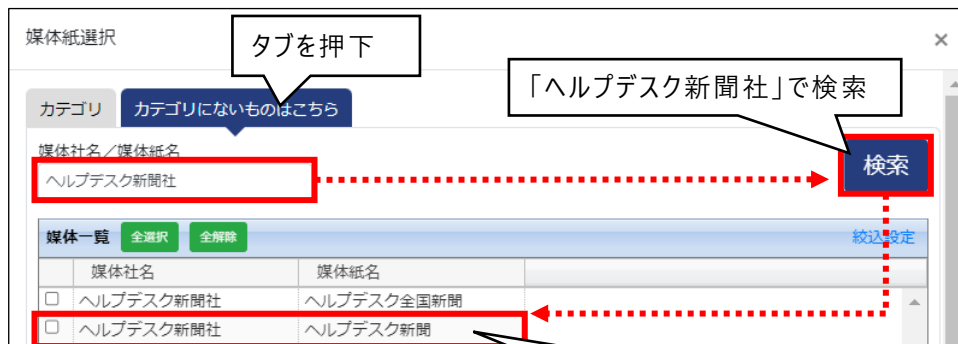 媒体紙選択
タブを押下
×
「ヘルプデスク新聞社」で検索
カテゴリ
カテゴリにないものはこちら
媒体社名／媒体紙名
ヘルプデスク新聞社
検索
媒体一覧 全選択 全解除 絞込設定
媒体社名 媒体紙名
ヘルプデスク新聞社 ヘルプデスク全国新聞
ヘルプデスク新聞社 ヘルプデスク新聞